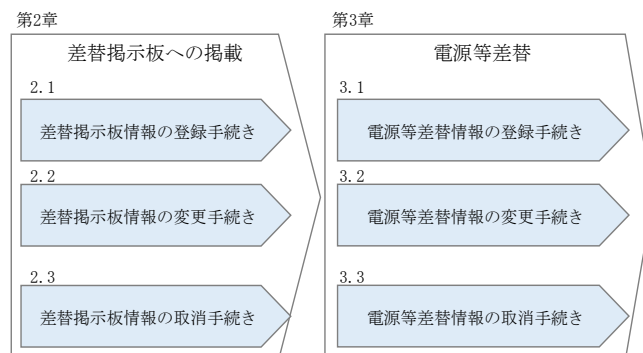 第2章
差替掲示板への掲載
2.1
差替掲示板情報の登録手続き
2.2
差替掲示板情報の変更手続き
2.3
差替掲示板情報の取消手続き
第3章
電源等差替
3.1
電源等差替情報の登録手続き
3.2
電源等差替情報の変更手続き
3.3
電源等差替情報の取消手続き